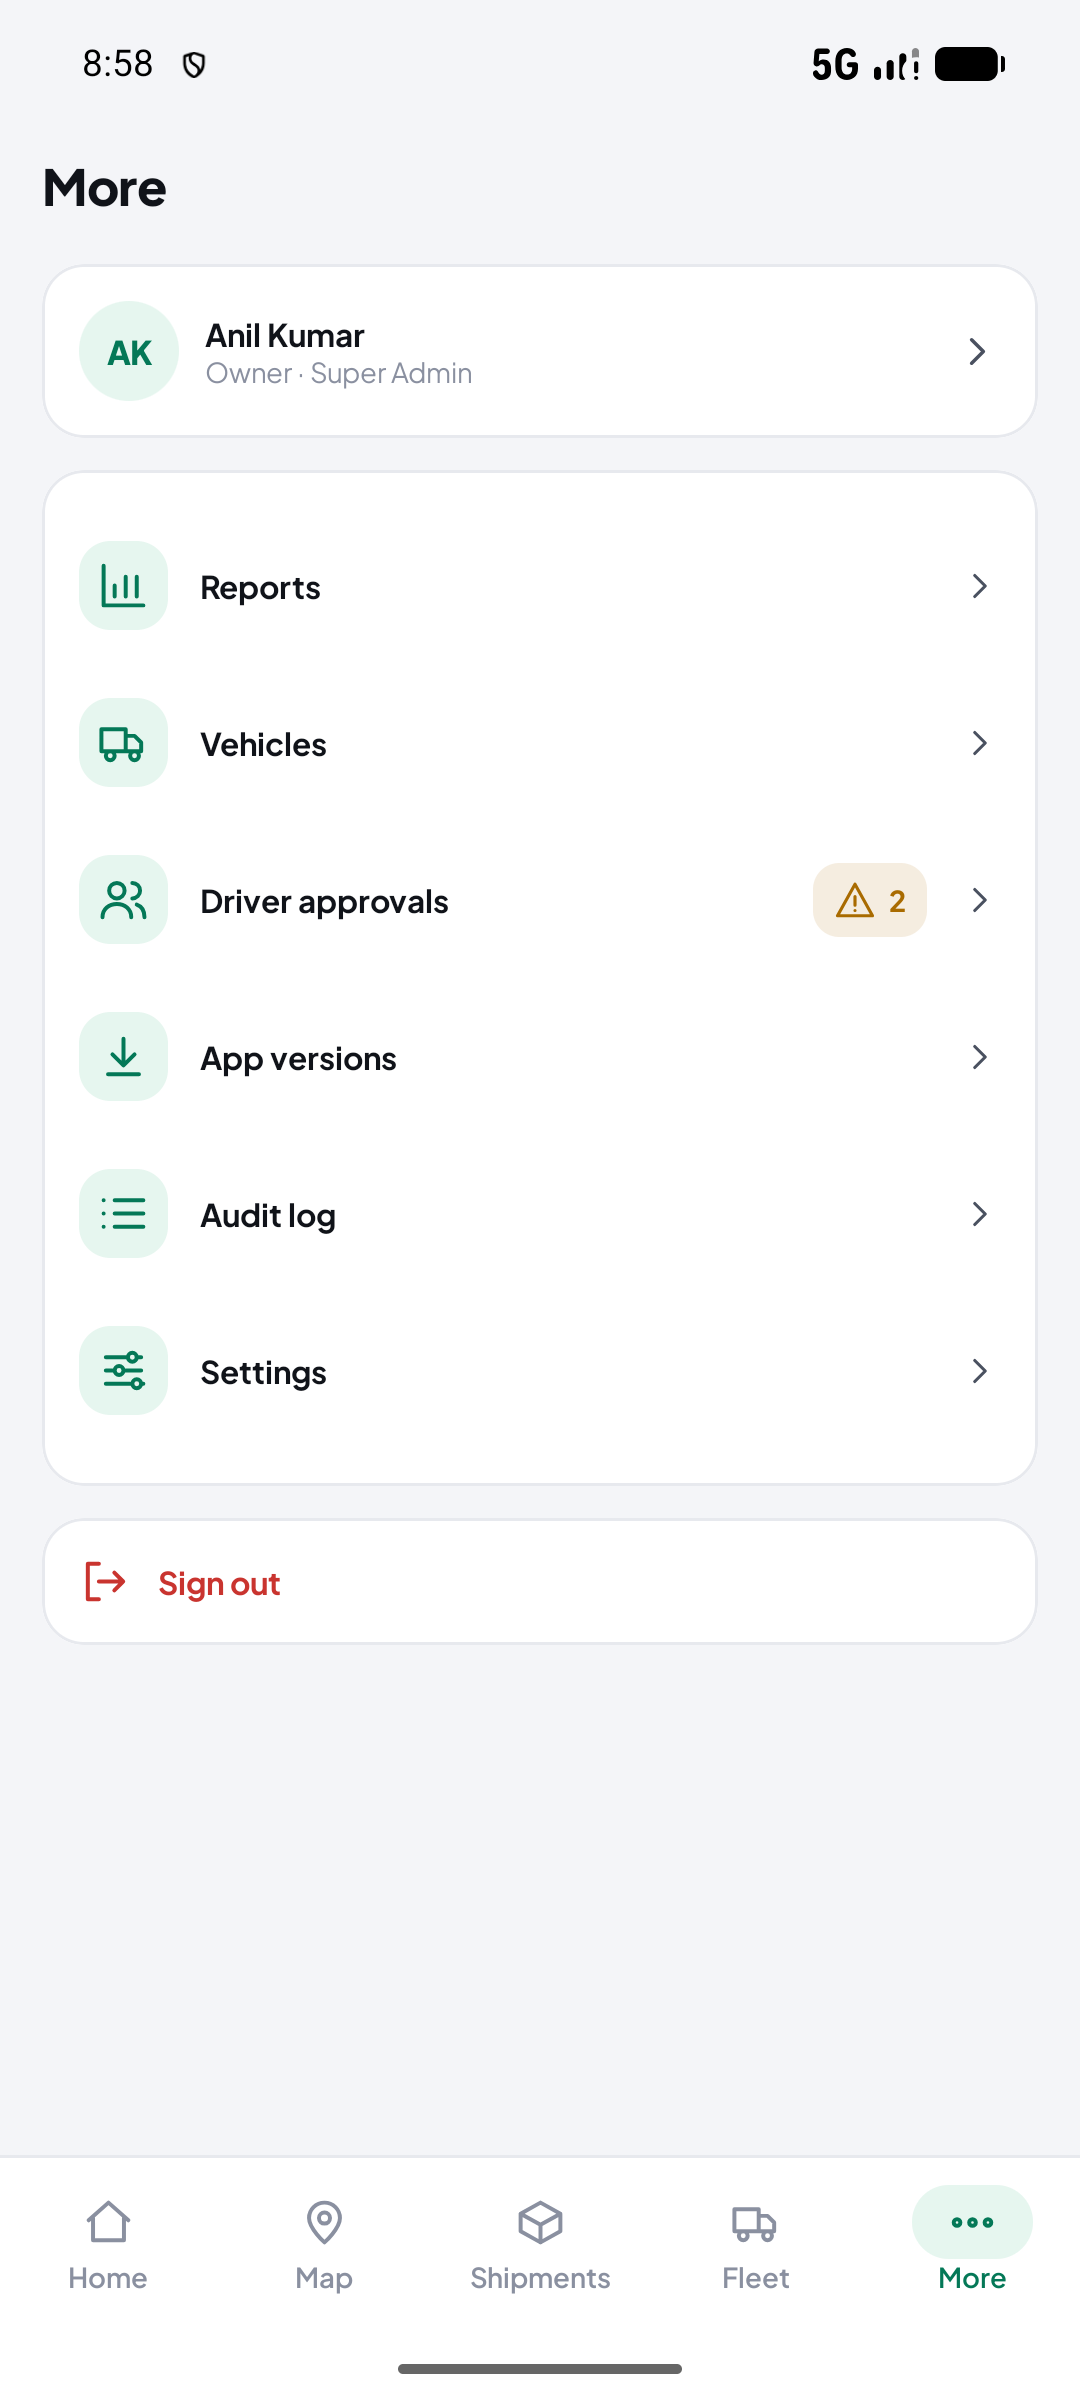 8:58
5G
More
AK
Anil Kumar
Owner · Super Admin
Reports
Vehicles
Driver approvals
2
App versions
Audit log
Settings
Sign out
Home
Map
Shipments
Fleet
More